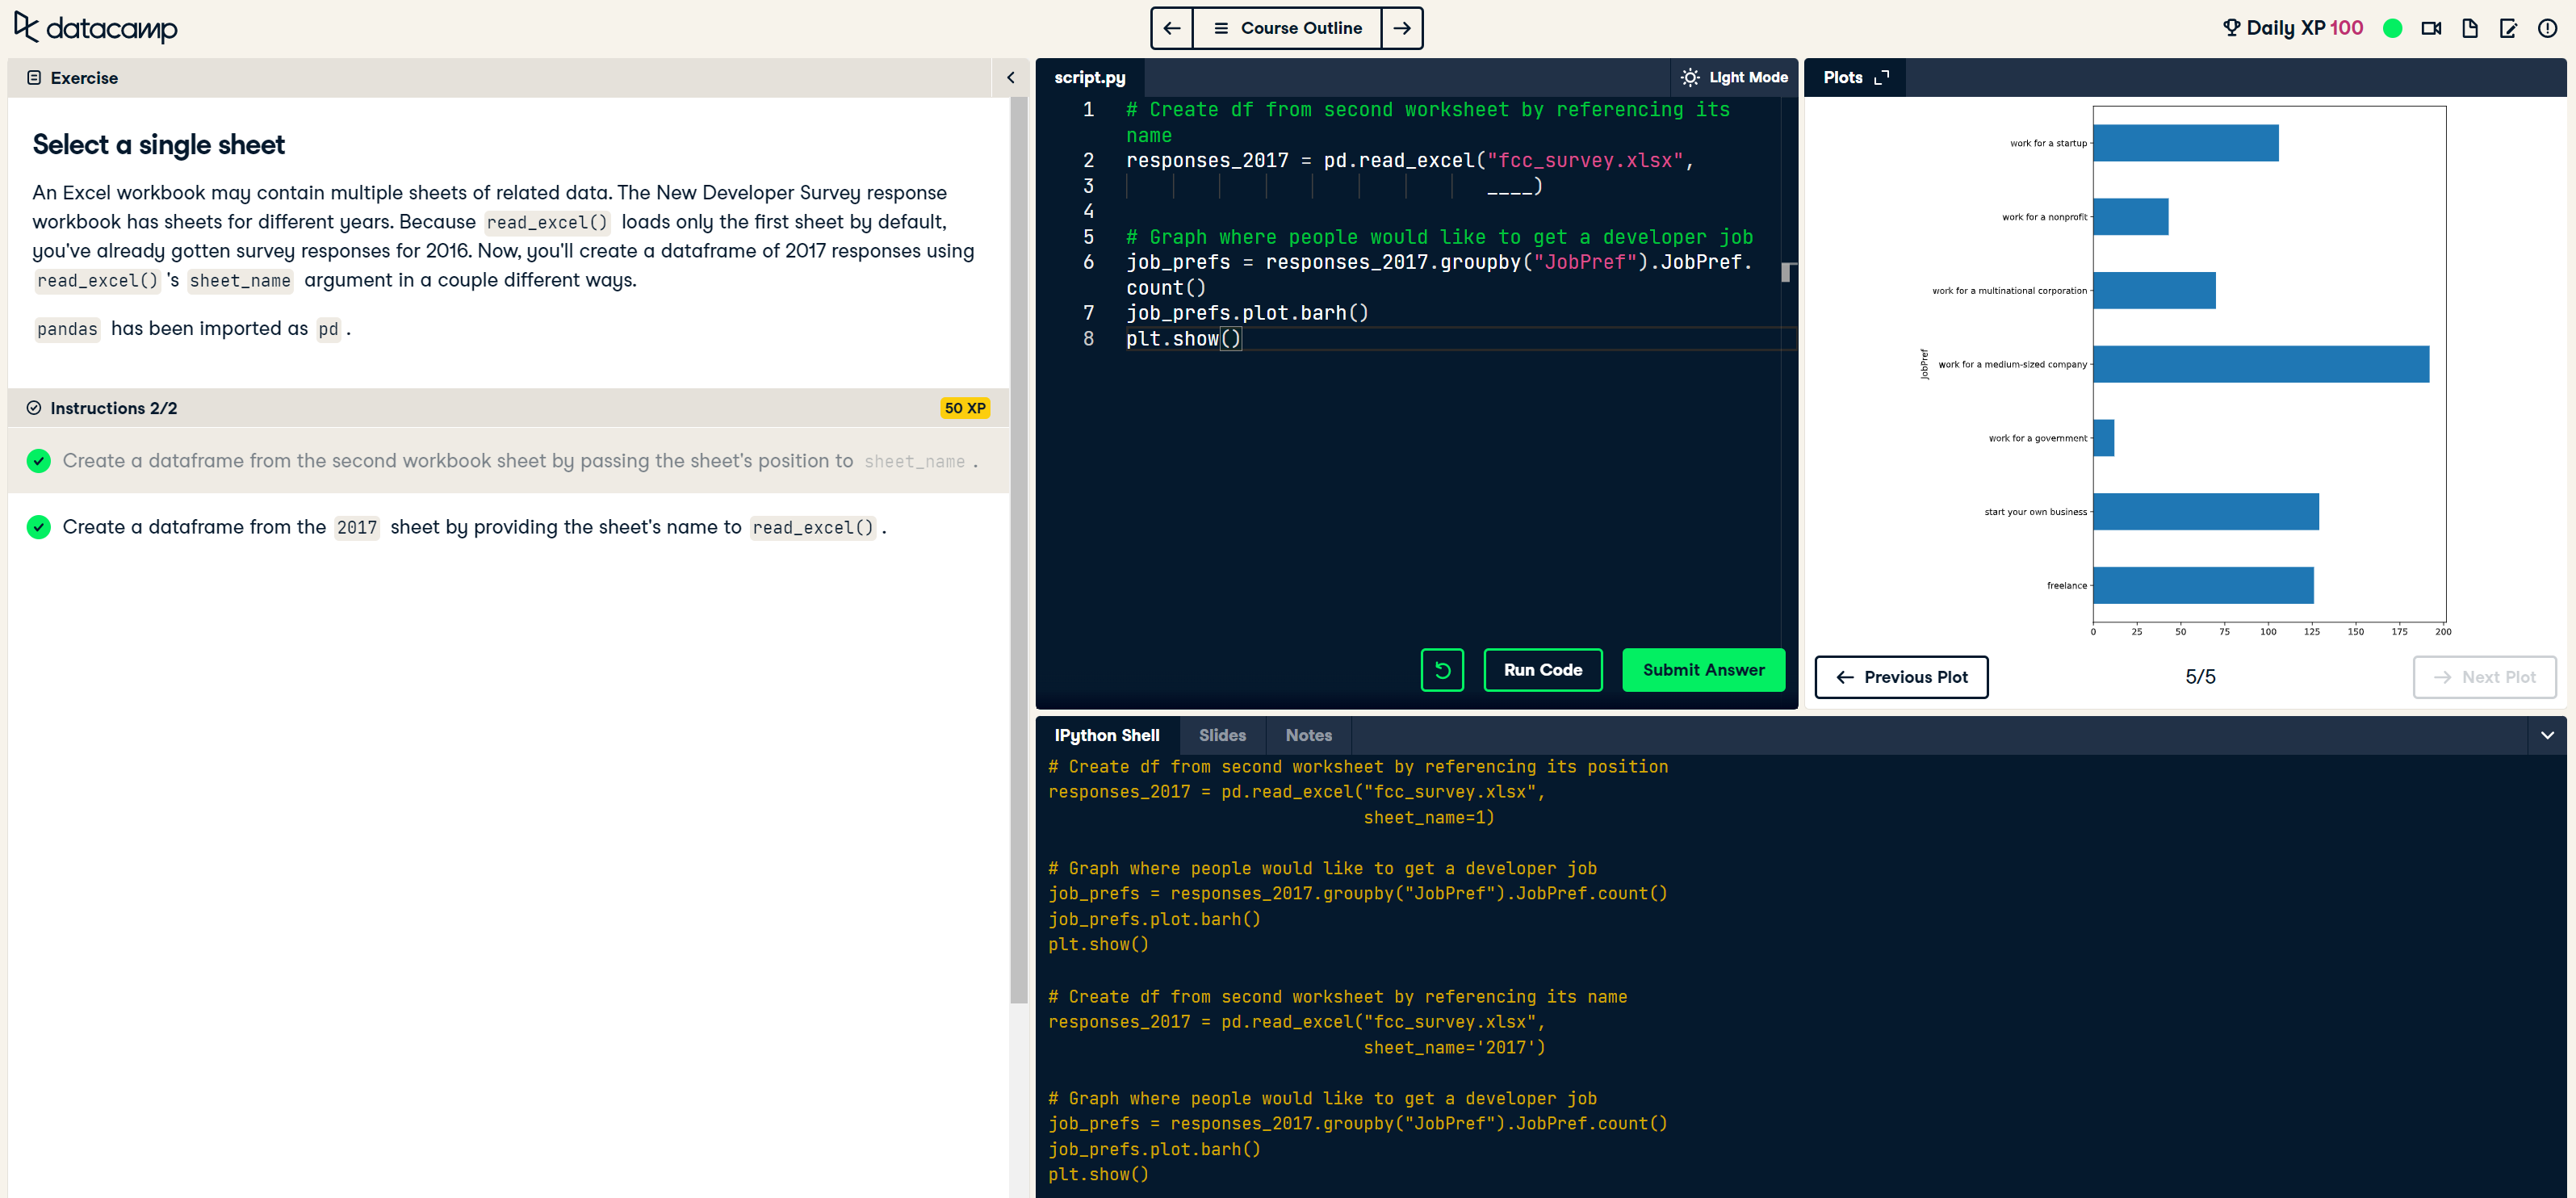 datacamp
Course Outline
Daily XP 100
Exercise
Select a single sheet
An Excel workbook may contain multiple sheets of related data. The New Developer Survey response
workbook has sheets for different years. Because read_excel() loads only the first sheet by default,
you've already gotten survey responses for 2016. Now, you'll create a dataframe of 2017 responses using
read_excel() 's sheet_name argument in a couple different ways.
pandas has been imported as pd .
Instructions 2/2
50 XP
Create a dataframe from the second workbook sheet by passing the sheet's position to sheet_name .
Create a dataframe from the 2017 sheet by providing the sheet's name to read_excel() .
script.py
Light Mode
1 # Create df from second worksheet by referencing its
name
2 responses_2017 = pd.read_excel("fcc_survey.xlsx",
3 ____)
4
5 # Graph where people would like to get a developer job
6 job_prefs = responses_2017.groupby("JobPref").JobPref.
count()
7 job_prefs.plot.barh()
8 plt.show()
Run Code
Submit Answer
Plots
work for a startup
work for a nonprofit
work for a multinational corporation
JobPref
work for a medium-sized company
work for a government
start your own business
freelance
0 25 50 75 100 125 150 175 200
Previous Plot
5/5
Next Plot
IPython Shell
Slides
Notes
# Create df from second worksheet by referencing its position
responses_2017 = pd.read_excel("fcc_survey.xlsx",
sheet_name=1)
# Graph where people would like to get a developer job
job_prefs = responses_2017.groupby("JobPref").JobPref.count()
job_prefs.plot.barh()
plt.show()
# Create df from second worksheet by referencing its name
responses_2017 = pd.read_excel("fcc_survey.xlsx",
sheet_name='2017')
# Graph where people would like to get a developer job
job_prefs = responses_2017.groupby("JobPref").JobPref.count()
job_prefs.plot.barh()
plt.show()